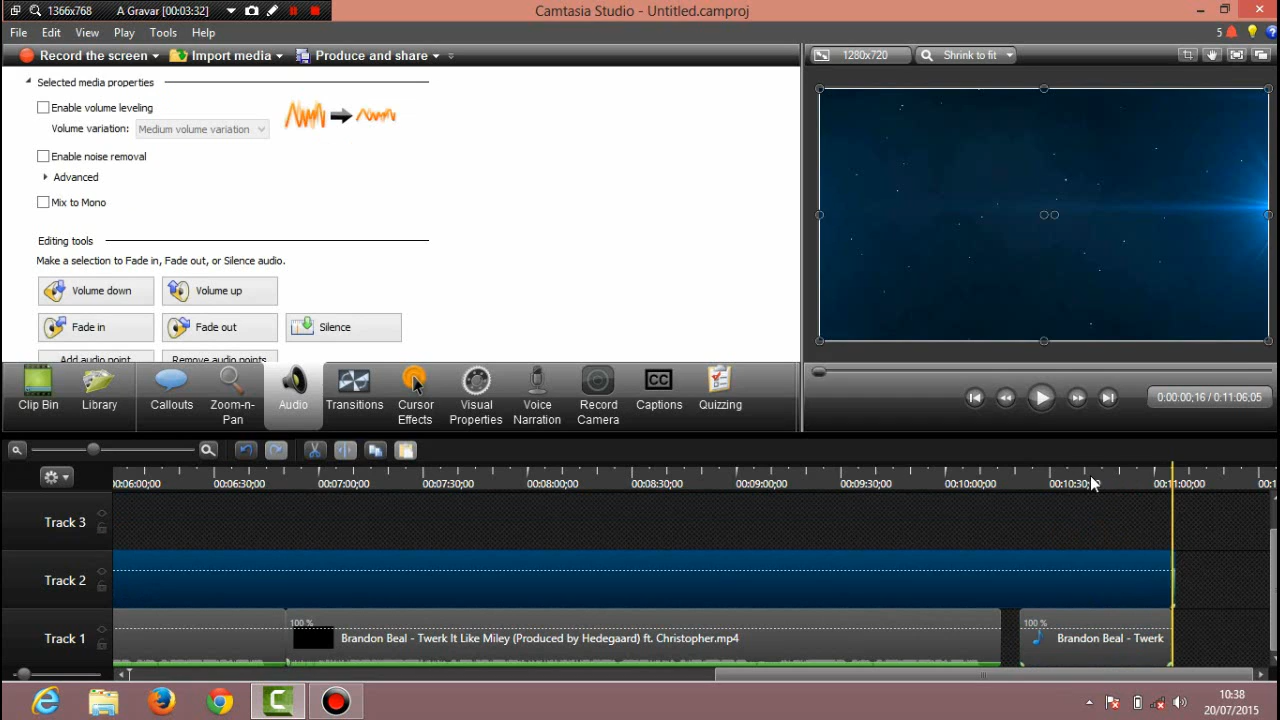 1366x768 A Gravar [00:03:32]
Camtasia Studio - Untitled.camproj
File Edit View Play Tools Help
5
Record the screen Import media Produce and share
1280x720 Shrink to fit
Selected media properties
Enable volume leveling
Volume variation: Medium volume variation
Enable noise removal
Advanced
Mix to Mono
Editing tools
Make a selection to Fade in, Fade out, or Silence audio.
Volume down Volume up
Fade in Fade out Silence
Add audio point Remove audio points
Clip Bin Library Callouts Zoom-n-Pan Audio Transitions Cursor Effects Visual Properties Voice Narration Record Camera Captions Quizzing
CC
0:00:00;16 / 0:11:06;05
00:06:00;00 00:06:30;00 00:07:00;00 00:07:30;00 00:08:00;00 00:08:30;00 00:09:00;00 00:09:30;00 00:10:00;00 00:10:30;00 00:11:00;00
Track 3
Track 2
100 % 100 %
Track 1 Brandon Beal - Twerk It Like Miley (Produced by Hedegaard) ft. Christopher.mp4 Brandon Beal - Twerk
10:38
20/07/2015